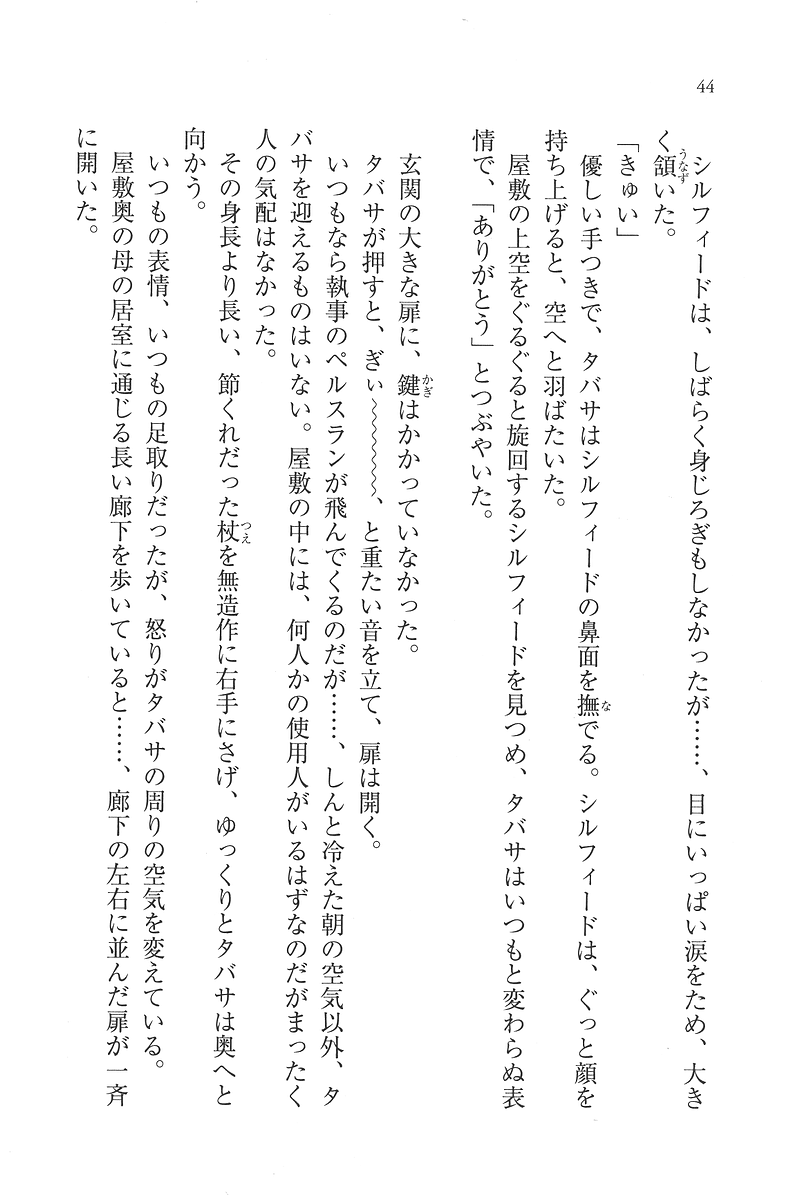 44
シルフィードは、しばらく身じろぎもしなかったが……、目にいっぱい涙をため、大き
く頷いた。
「きゅい」
優しい手つきで、タバサはシルフィードの鼻面を撫でる。シルフィードは、ぐっと顔を
持ち上げると、空へと羽ばたいた。
屋敷の上空をぐるぐると旋回するシルフィードを見つめ、タバサはいつもと変わらぬ表
情で、「ありがとう」とつぶやいた。
玄関の大きな扉に、鍵はかかっていなかった。
タバサが押すと、ぎぃ〜〜〜〜〜、と重たい音を立て、扉は開く。
いつもなら執事のペルスランが飛んでくるのだが……、しんと冷えた朝の空気以外、タ
バサを迎えるものはいない。屋敷の中には、何人かの使用人がいるはずなのだがまったく
人の気配はなかった。
その身長より長い、節くれだった杖を無造作に右手にさげ、ゆっくりとタバサは奥へと
向かう。
いつもの表情、いつもの足取りだったが、怒りがタバサの周りの空気を変えている。
屋敷奥の母の居室に通じる長い廊下を歩いていると……、廊下の左右に並んだ扉が一斉
に開いた。